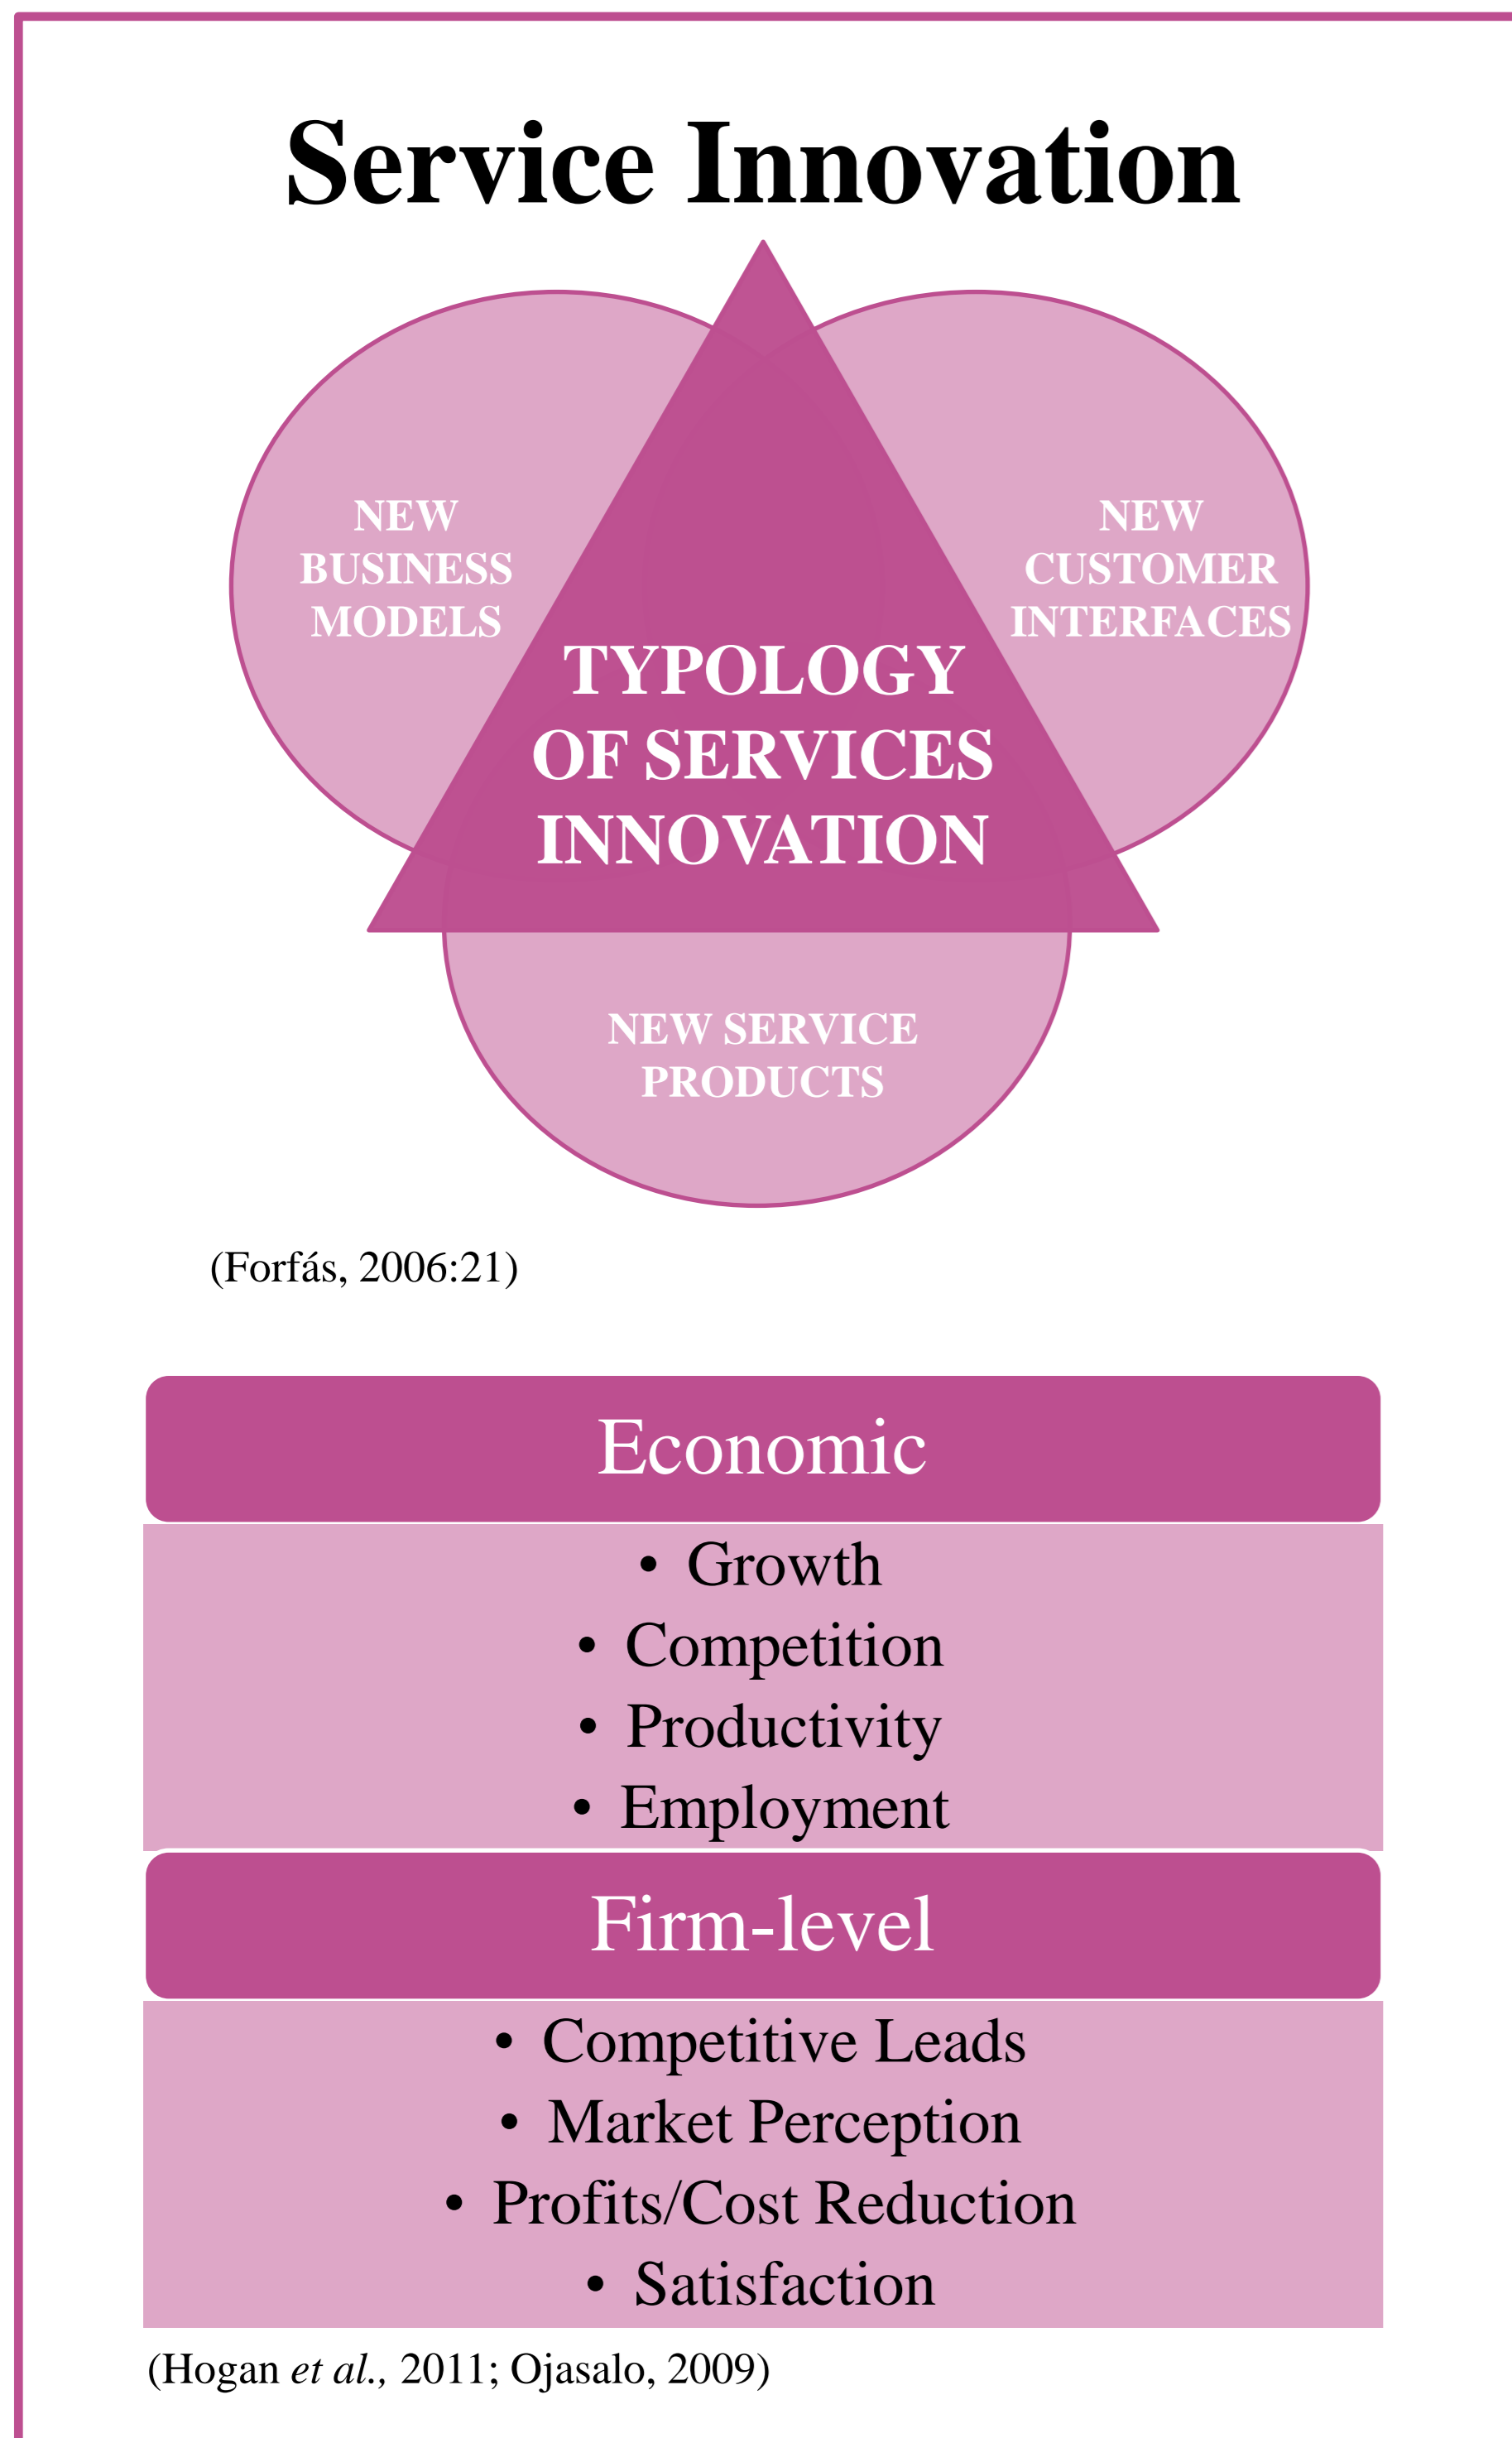 Service Innovation
NEW
BUSINESS
MODELS
NEW
CUSTOMER
INTERFACES
TYPOLOGY
OF SERVICES
INNOVATION
NEW SERVICE
PRODUCTS
(Forfás, 2006:21)
Economic
• Growth
• Competition
• Productivity
• Employment
Firm-level
• Competitive Leads
• Market Perception
• Profits/Cost Reduction
• Satisfaction
(Hogan et al., 2011; Ojasalo, 2009)